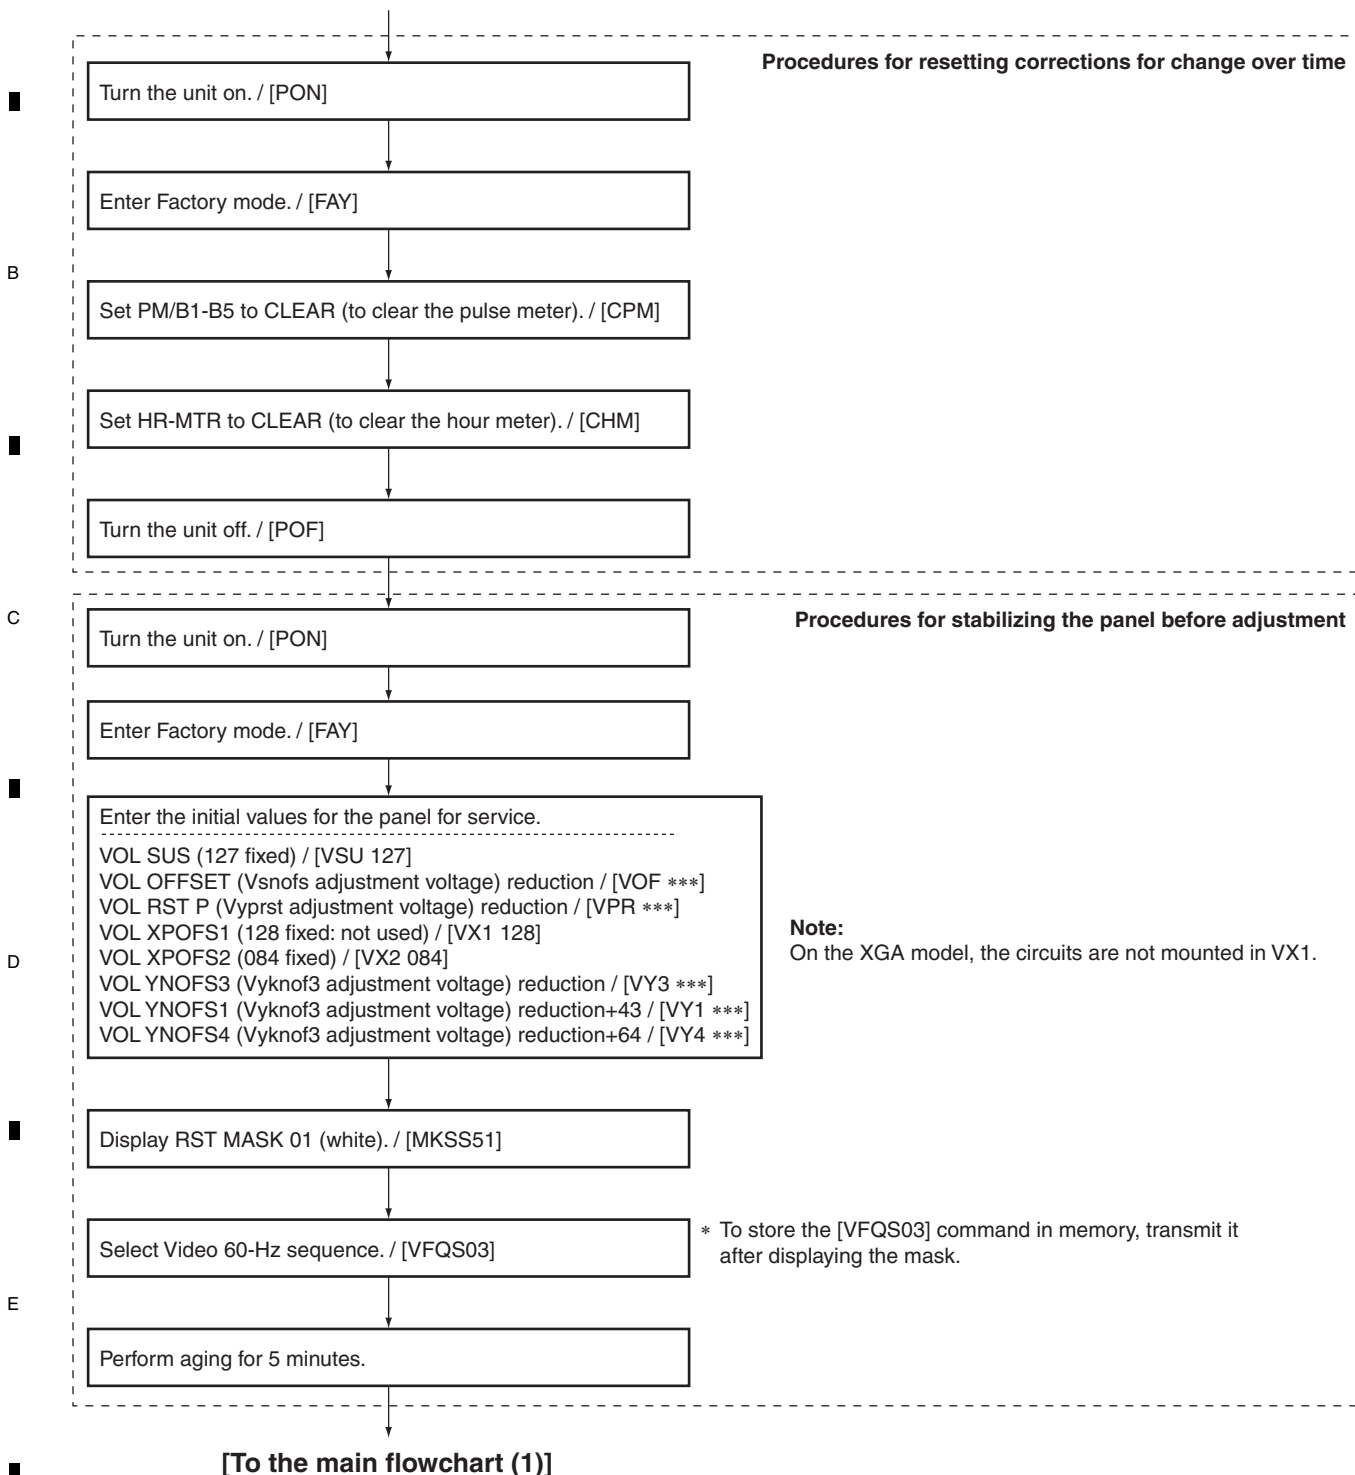 Procedures for resetting corrections for change over time
Turn the unit on. / [PON]
Enter Factory mode. / [FAY]
B
Set PM/B1-B5 to CLEAR (to clear the pulse meter). / [CPM]
Set HR-MTR to CLEAR (to clear the hour meter). / [CHM]
Turn the unit off. / [POF]
C
Procedures for stabilizing the panel before adjustment
Turn the unit on. / [PON]
Enter Factory mode. / [FAY]
Enter the initial values for the panel for service.
VOL SUS (127 fixed) / [VSU 127]
VOL OFFSET (Vsnofs adjustment voltage) reduction / [VOF ***]
VOL RST P (Vyprst adjustment voltage) reduction / [VPR ***]
VOL XPOFS1 (128 fixed: not used) / [VX1 128]
VOL XPOFS2 (084 fixed) / [VX2 084]
VOL YNOFS3 (Vyknof3 adjustment voltage) reduction / [VY3 ***]
VOL YNOFS1 (Vyknof3 adjustment voltage) reduction+43 / [VY1 ***]
VOL YNOFS4 (Vyknof3 adjustment voltage) reduction+64 / [VY4 ***]
Note:
On the XGA model, the circuits are not mounted in VX1.
D
Display RST MASK 01 (white). / [MKSS51]
Select Video 60-Hz sequence. / [VFQS03]
* To store the [VFQS03] command in memory, transmit it
after displaying the mask.
E
Perform aging for 5 minutes.
[To the main flowchart (1)]